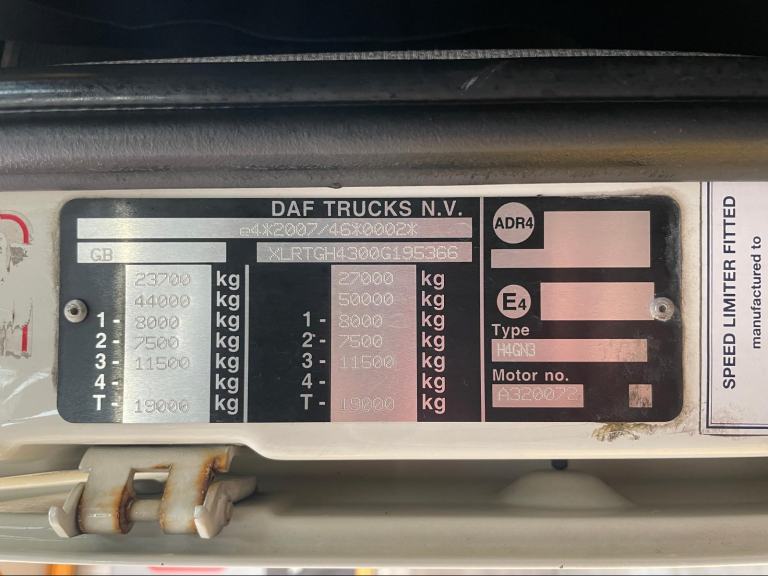 DAF TRUCKS N.V.
e4*2007/46*0002*
GB XLRTGH4300G195366
23700 kg 27000 kg
44000 kg 50000 kg
1- 8000 kg 1- 8000 kg
2- 7500 kg 2- 7500 kg
3- 11500 kg 3- 11500 kg
4- kg 4- kg
T- 19000 kg T- 19000 kg
ADR4
E4
Type
H4GN3
Motor no.
A320072
SPEED LIMITER FITTED
manufactured to